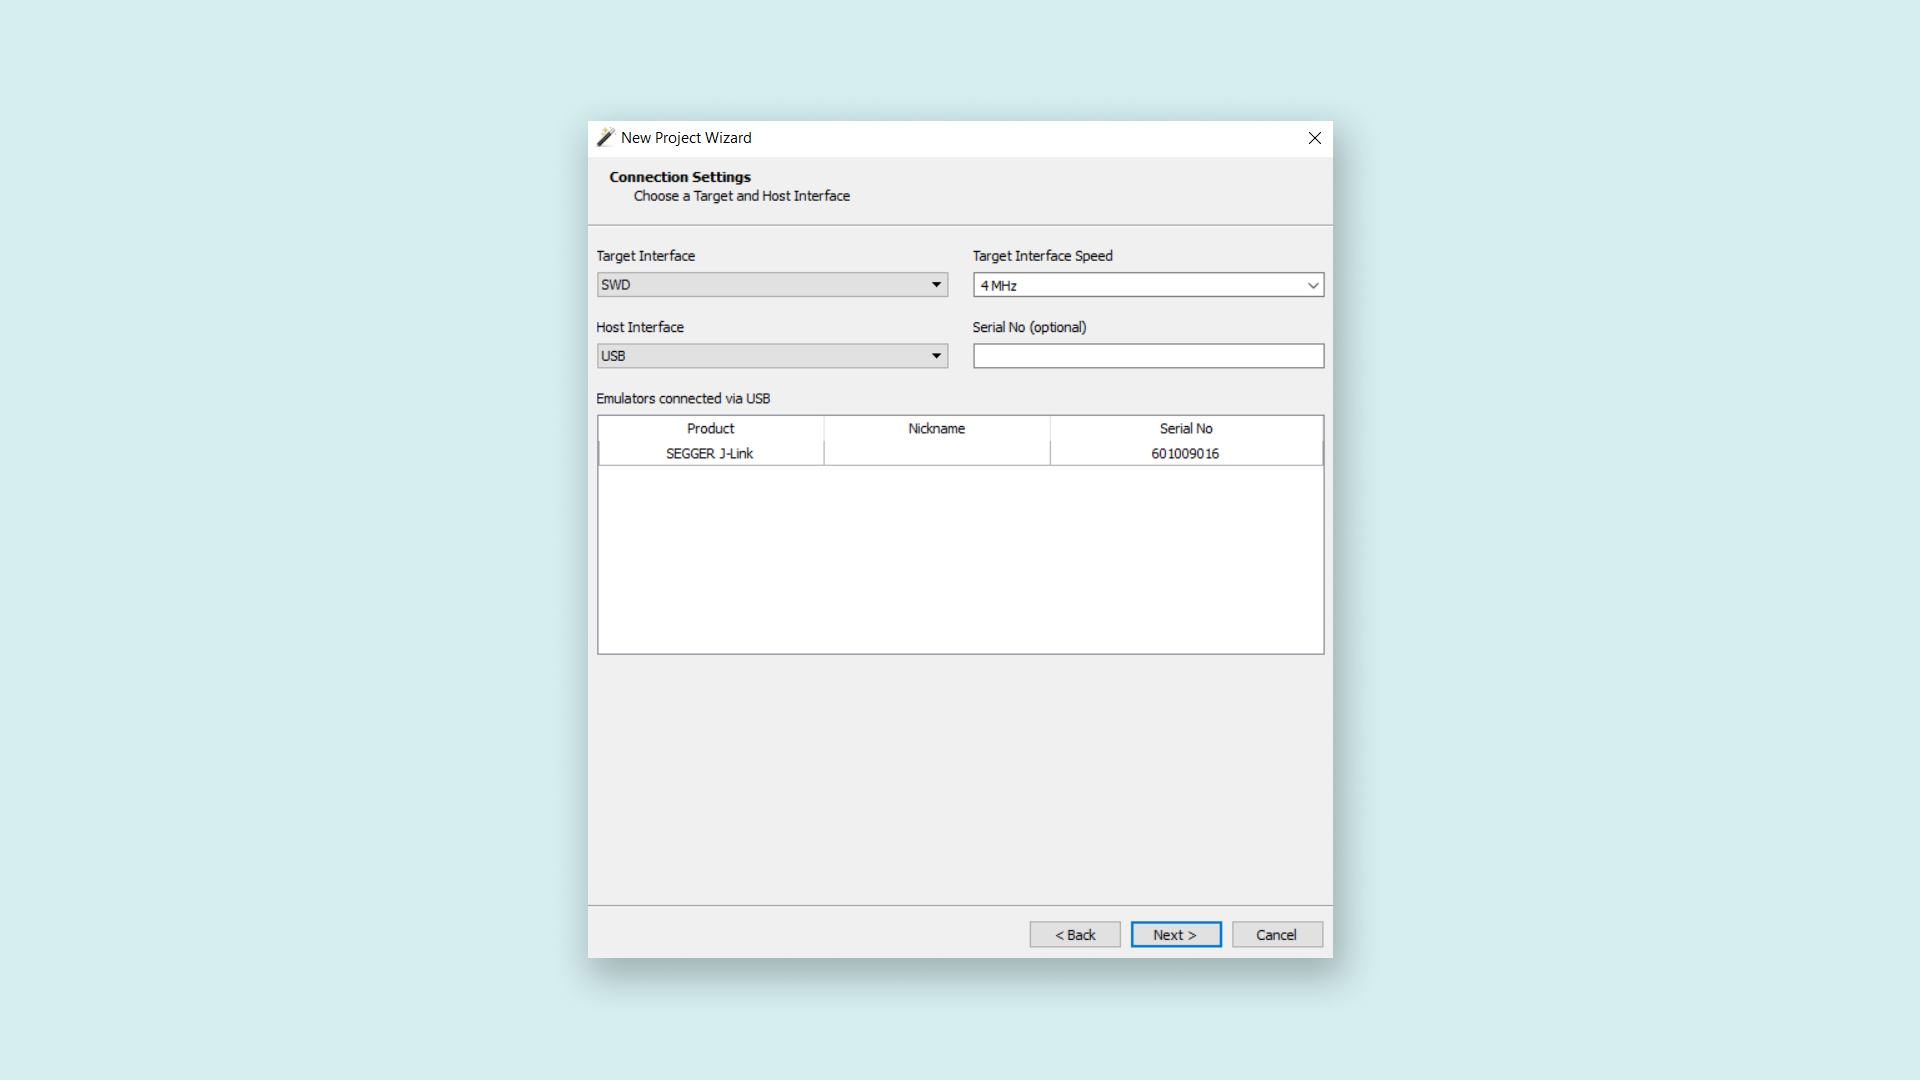 New Project Wizard
Connection Settings
Choose a Target and Host Interface
Target Interface
Target Interface Speed
SWD
4 MHz
Host Interface
Serial No (optional)
USB
Emulators connected via USB
Product Nickname Serial No
SEGGER J-Link 601009016
< Back Next > Cancel